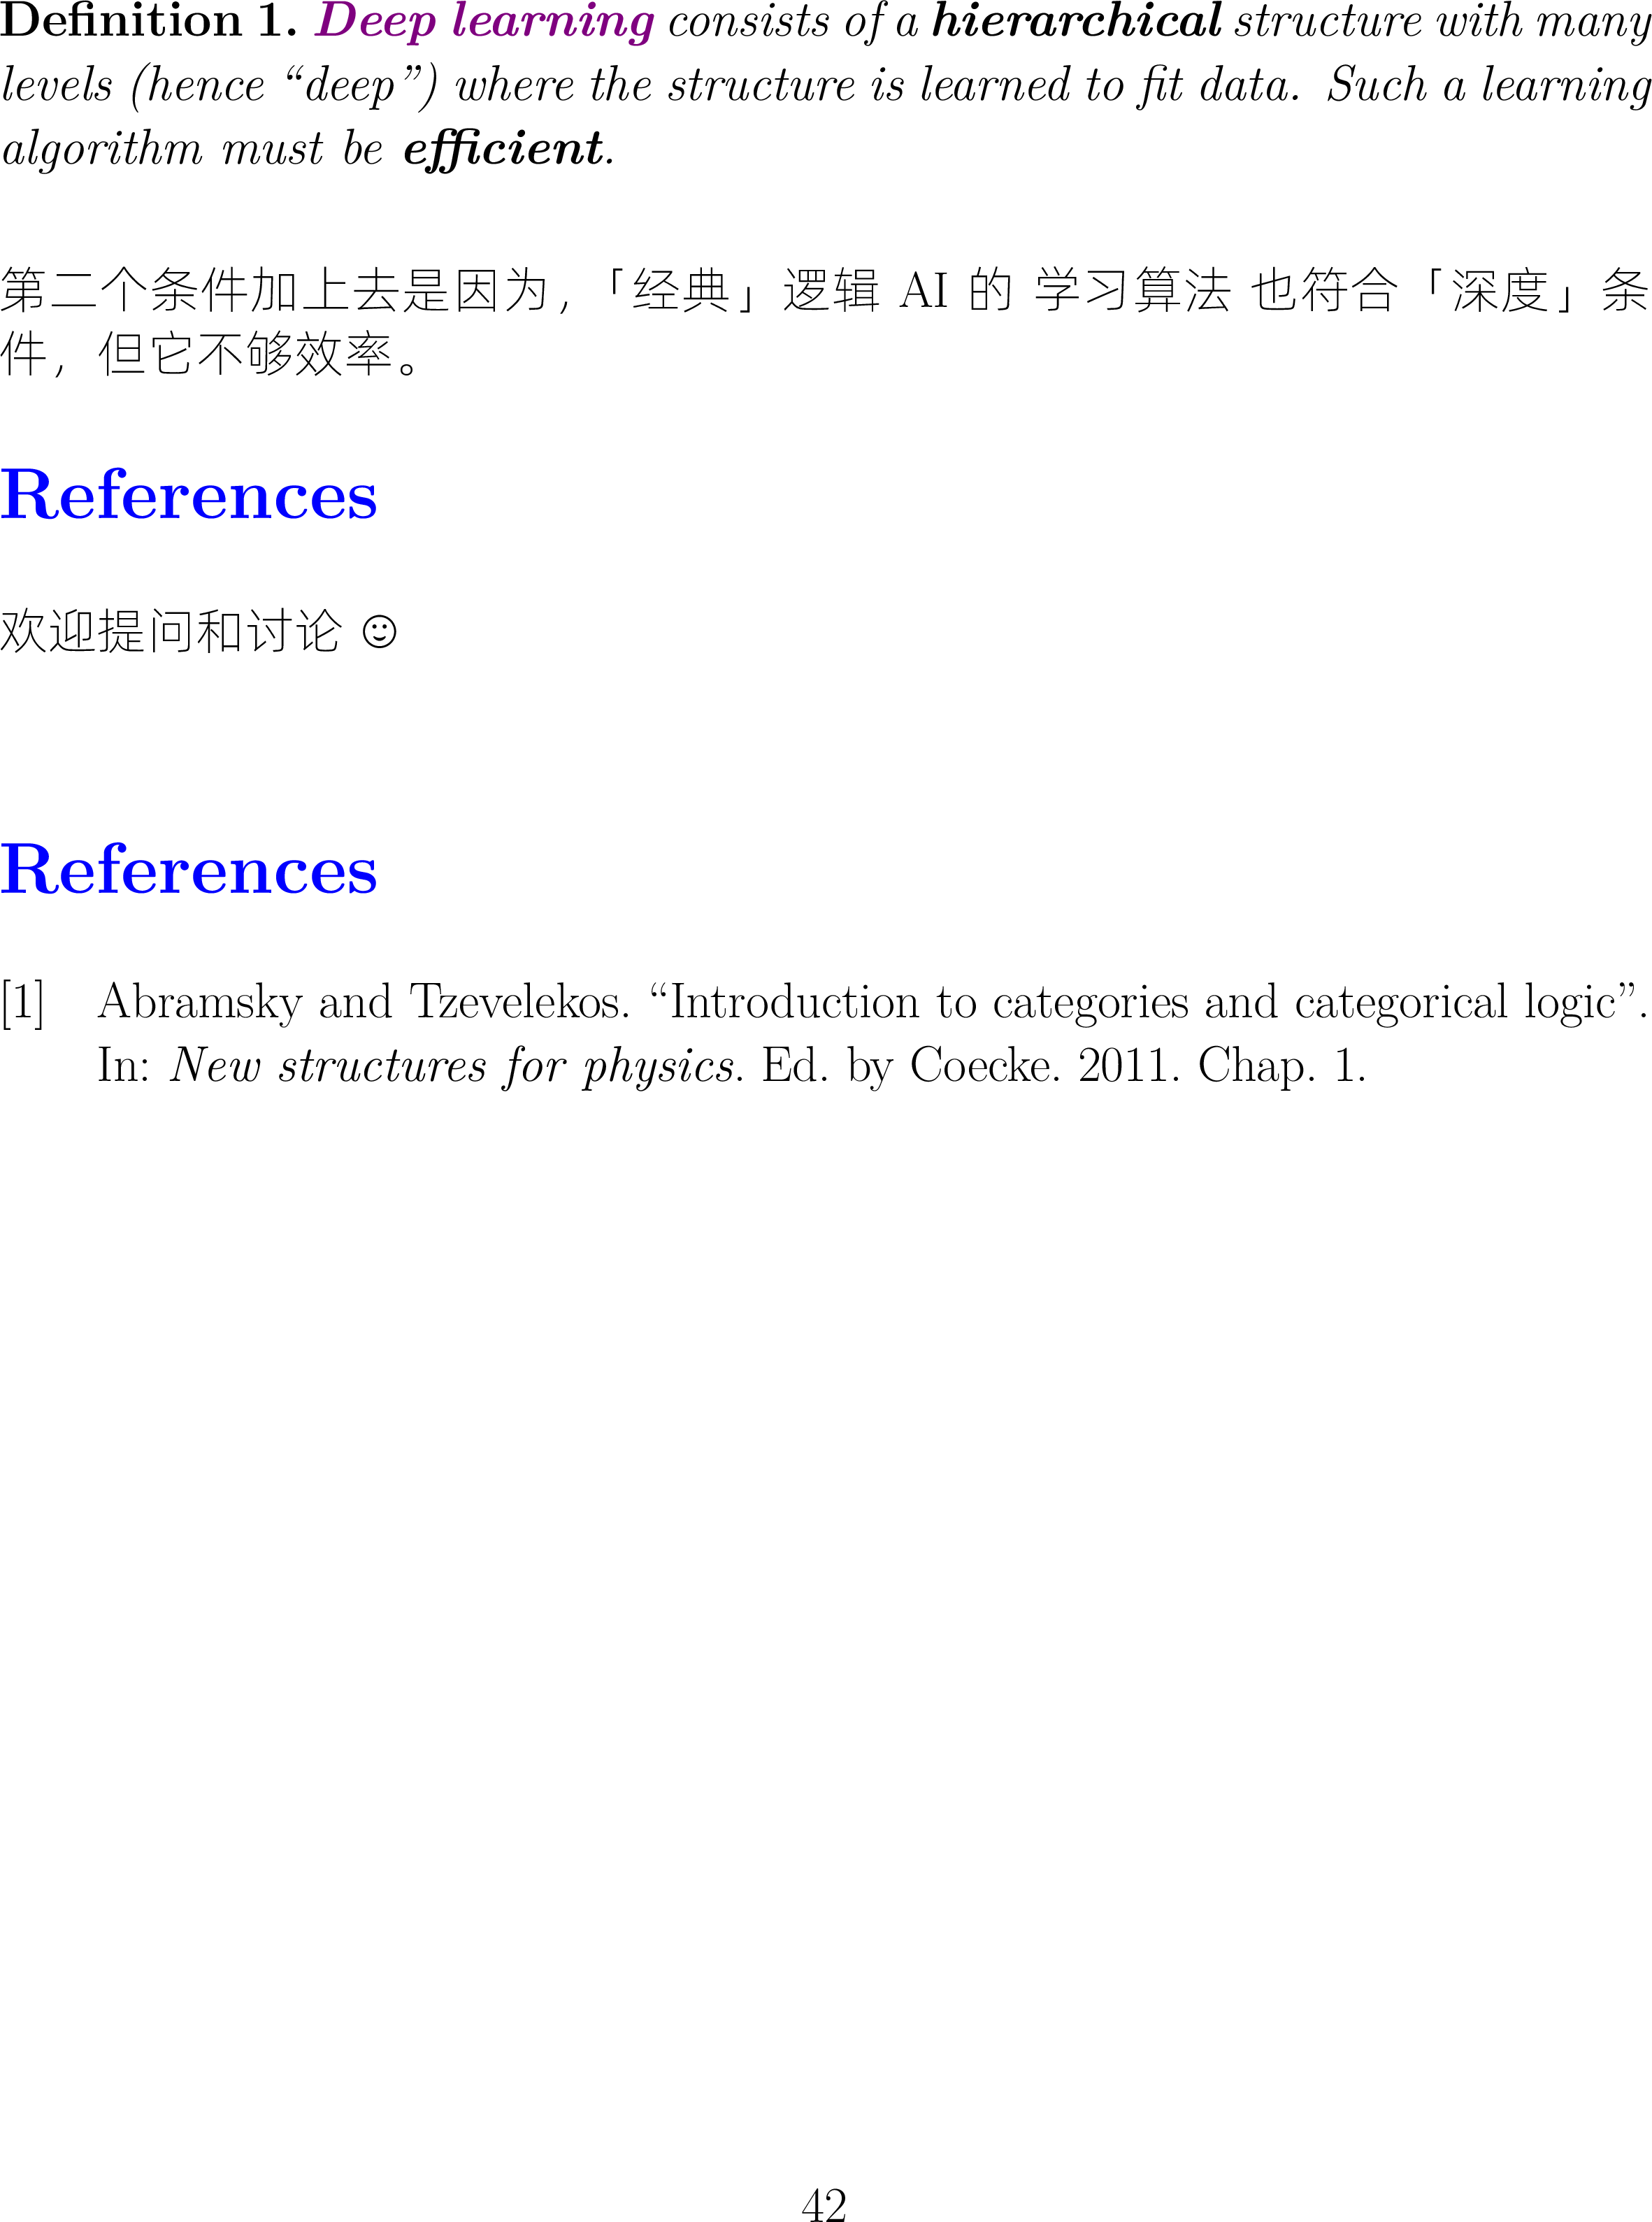 Definition 1. Deep learning consists of a hierarchical structure with many
levels (hence “deep”) where the structure is learned to fit data. Such a learning
algorithm must be efficient.
第二个条件加上去是因为，「经典」逻辑 AI 的 学习算法 也符合「深度」条
件，但它不够效率。
References
欢迎提问和讨论 ☺
References
[1] Abramsky and Tzevelekos. “Introduction to categories and categorical logic”.
In: New structures for physics. Ed. by Coecke. 2011. Chap. 1.
42